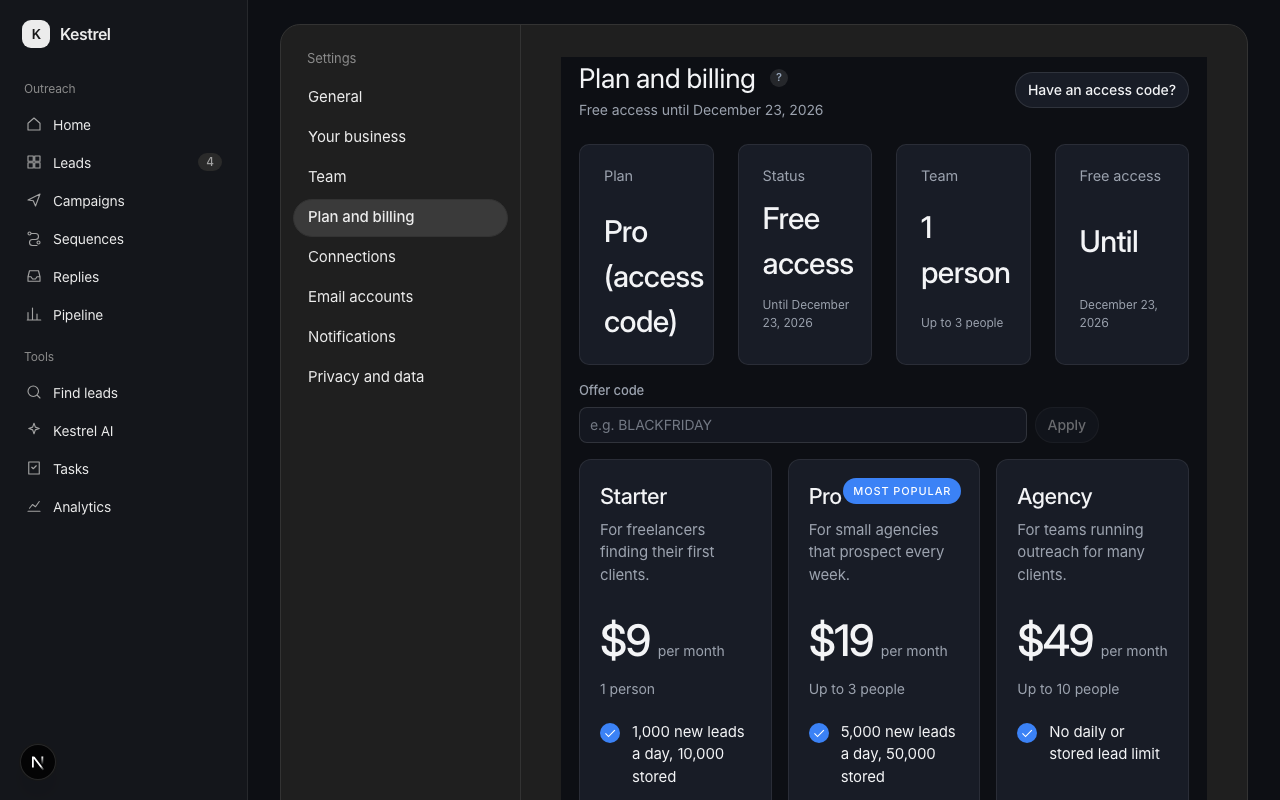 K
Kestrel
Outreach
Home
Leads
4
Campaigns
Sequences
Replies
Pipeline
Tools
Find leads
Kestrel AI
Tasks
Analytics
N
Settings
General
Your business
Team
Plan and billing
Connections
Email accounts
Notifications
Privacy and data
Plan and billing
?
Free access until December 23, 2026
Have an access code?
Plan
Pro
(access
code)
Status
Free
access
Until December
23, 2026
Team
1
person
Up to 3 people
Free access
Until
December 23,
2026
Offer code
e.g. BLACKFRIDAY
Apply
Starter
For freelancers
finding their first
clients.
$9 per month
1 person
1,000 new leads
a day, 10,000
stored
Pro
MOST POPULAR
For small agencies
that prospect every
week.
$19 per month
Up to 3 people
5,000 new leads
a day, 50,000
stored
Agency
For teams running
outreach for many
clients.
$49 per month
Up to 10 people
No daily or
stored lead limit